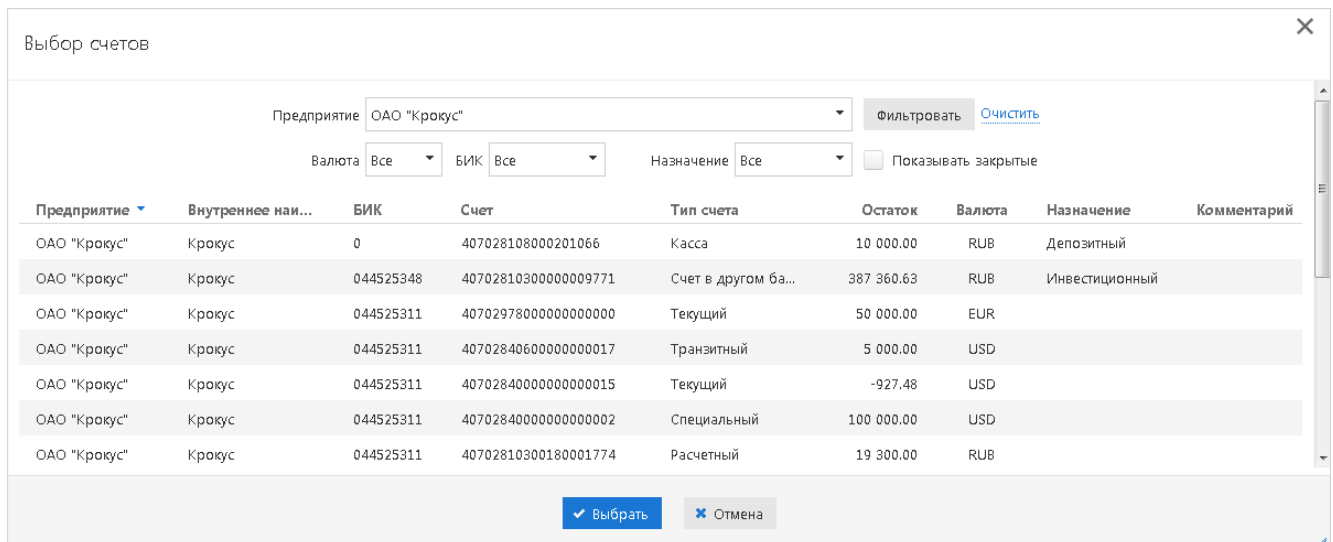 Выбор счетов
Предприятие ОАО "Крокус" Фильтровать Очистить
Валюта Все БИК Все Назначение Все Показывать закрытые
Предприятие Внутреннее наи... БИК Счет Тип счета Остаток Валюта Назначение Комментарий
ОАО "Крокус" Крокус 0 407028108000201066 Касса 10 000.00 RUB Депозитный
ОАО "Крокус" Крокус 044525348 40702810300000009771 Счет в другом ба... 387 360.63 RUB Инвестиционный
ОАО "Крокус" Крокус 044525311 40702978000000000000 Текущий 50 000.00 EUR
ОАО "Крокус" Крокус 044525311 40702840600000000017 Транзитный 5 000.00 USD
ОАО "Крокус" Крокус 044525311 40702840000000000015 Текущий -927.48 USD
ОАО "Крокус" Крокус 044525311 40702840000000000002 Специальный 100 000.00 USD
ОАО "Крокус" Крокус 044525311 40702810300180001774 Расчетный 19 300.00 RUB
Выбрать Отмена